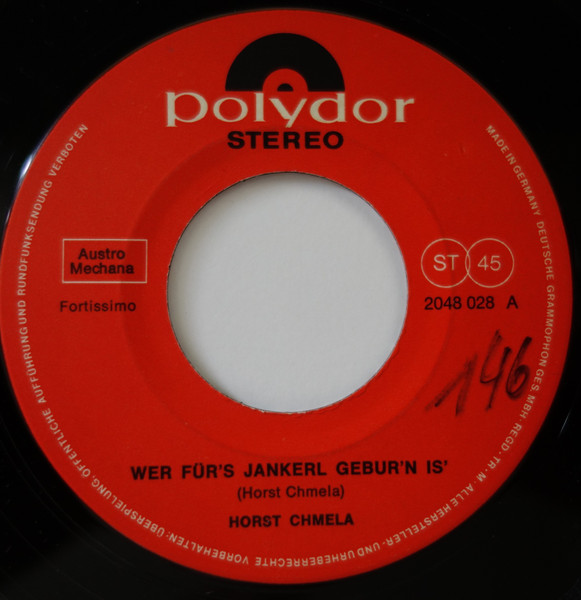 polydor
STEREO
Austro
Mechana
Fortissimo
ST 45
2048 028 A
146
WER FÜR'S JANKERL GEBUR'N IS'
(Horst Chmela)
HORST CHMELA
MADE IN GERMANY DEUTSCHE GRAMMOPHON GES. MBH · REGD · TR · M · ALLE HERSTELLER- UND URHEBERRECHTE VORBEHALTEN: ÜBERSPIELUNG, ÖFFENTLICHE AUFFÜHRUNG UND RUNDFUNKSENDUNG VERBOTEN